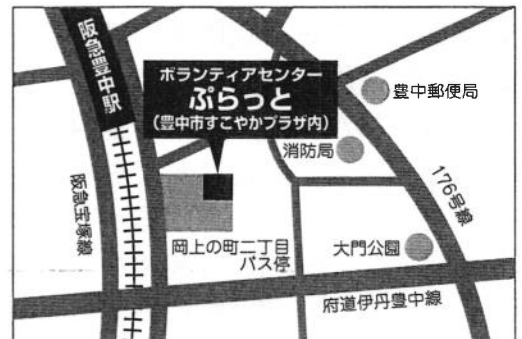 阪急豊中駅
ボランティアセンター
ぷらっと
(豊中市すこやかプラザ内)
豊中郵便局
消防局
176号線
阪急宝塚線
岡上の町二丁目
バス停
大門公園
府道伊丹豊中線